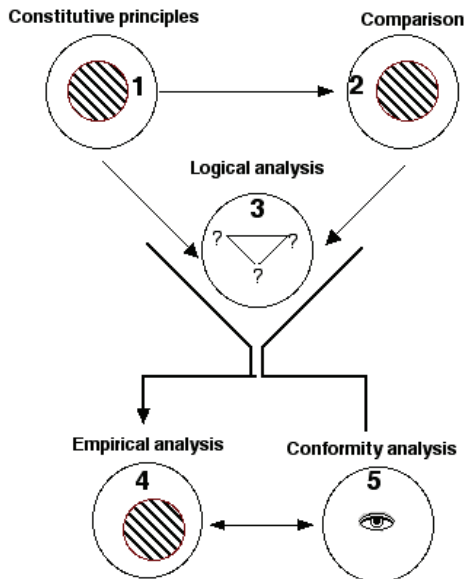 Constitutive principles
Comparison
1
2
Logical analysis
3
? ?
?
Empirical analysis
Conformity analysis
4
5